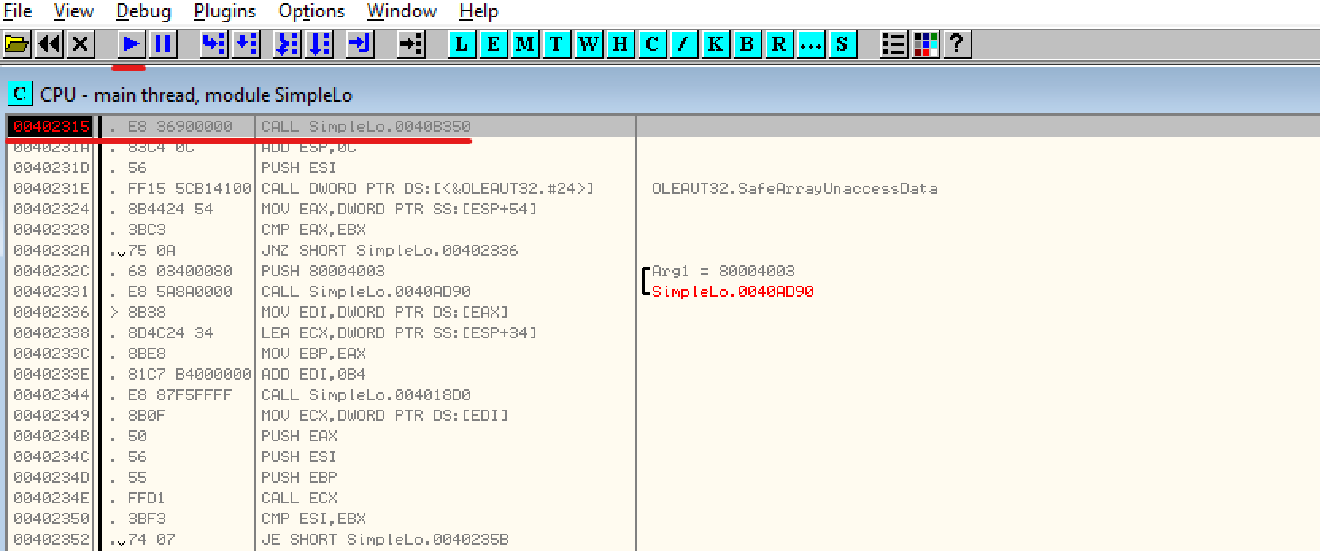 File View Debug Plugins Options Window Help
L E M T W H C / K B R ... S ?
C CPU - main thread, module SimpleLo
00402315 . E8 36900000 CALL SimpleLo.0040B350
0040231A . 83C4 0C ADD ESP,0C
0040231D . 56 PUSH ESI
0040231E . FF15 5CB14100 CALL DWORD PTR DS:[<&OLEAUT32.#24>] OLEAUT32.SafeArrayUnaccessData
00402324 . 8B4424 54 MOV EAX,DWORD PTR SS:[ESP+54]
00402328 . 3BC3 CMP EAX,EBX
0040232A . 75 0A JNZ SHORT SimpleLo.00402336
0040232C . 68 03400080 PUSH 80004003 Arg1 = 80004003
00402331 . E8 5A8A0000 CALL SimpleLo.0040AD90 SimpleLo.0040AD90
00402336 > 8B38 MOV EDI,DWORD PTR DS:[EAX]
00402338 . 8D4C24 34 LEA ECX,DWORD PTR SS:[ESP+34]
0040233C . 8BE8 MOV EBP,EAX
0040233E . 81C7 B4000000 ADD EDI,0B4
00402344 . E8 87F5FFFF CALL SimpleLo.004018D0
00402349 . 8B0F MOV ECX,DWORD PTR DS:[EDI]
0040234B . 50 PUSH EAX
0040234C . 56 PUSH ESI
0040234D . 55 PUSH EBP
0040234E . FFD1 CALL ECX
00402350 . 3BF3 CMP ESI,EBX
00402352 . 74 07 JE SHORT SimpleLo.0040235B